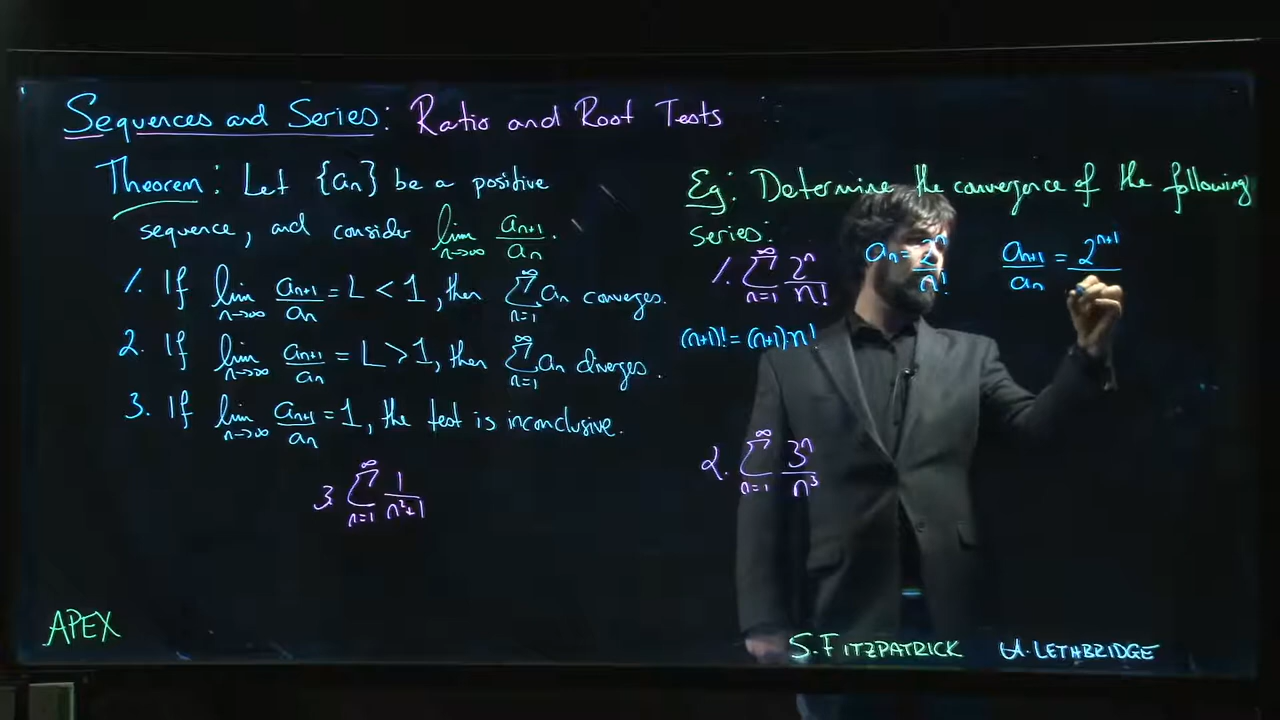 Sequences and Series: Ratio and Root Tests
Theorem: Let {aₙ} be a positive
sequence, and consider lim n→∞ aₙ₊₁/aₙ.
1. If lim n→∞ aₙ₊₁/aₙ = L < 1, then ∑ n=1 ∞ aₙ converges.
2. If lim n→∞ aₙ₊₁/aₙ = L > 1, then ∑ n=1 ∞ aₙ diverges.
3. If lim n→∞ aₙ₊₁/aₙ = 1, the test is inconclusive.
3. ∑ n=1 ∞ 1/(n²+1)
Eg: Determine the convergence of the following
series:
1. ∑ n=1 ∞ 2ⁿ/n! aₙ = 2ⁿ/n! aₙ₊₁/aₙ = 2ⁿ⁺¹
(n+1)! = (n+1)·n!
2. ∑ n=1 ∞ 3ⁿ/n³
APEX
S. FITZPATRICK U. LETHBRIDGE